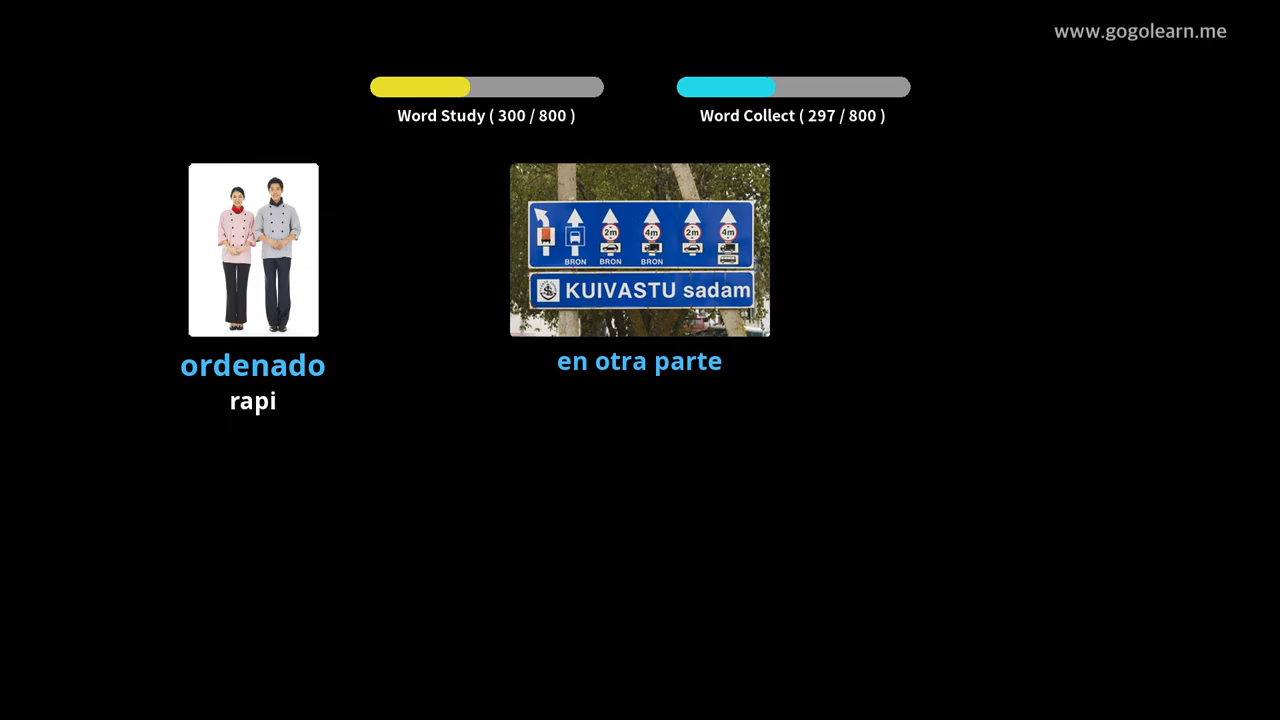 www.gogolearn.me
Word Study ( 300 / 800 )
Word Collect ( 297 / 800 )
2m 4m 2m 4m
BRON BRON BRON
KUIVASTU sadam
ordenado
rapi
en otra parte